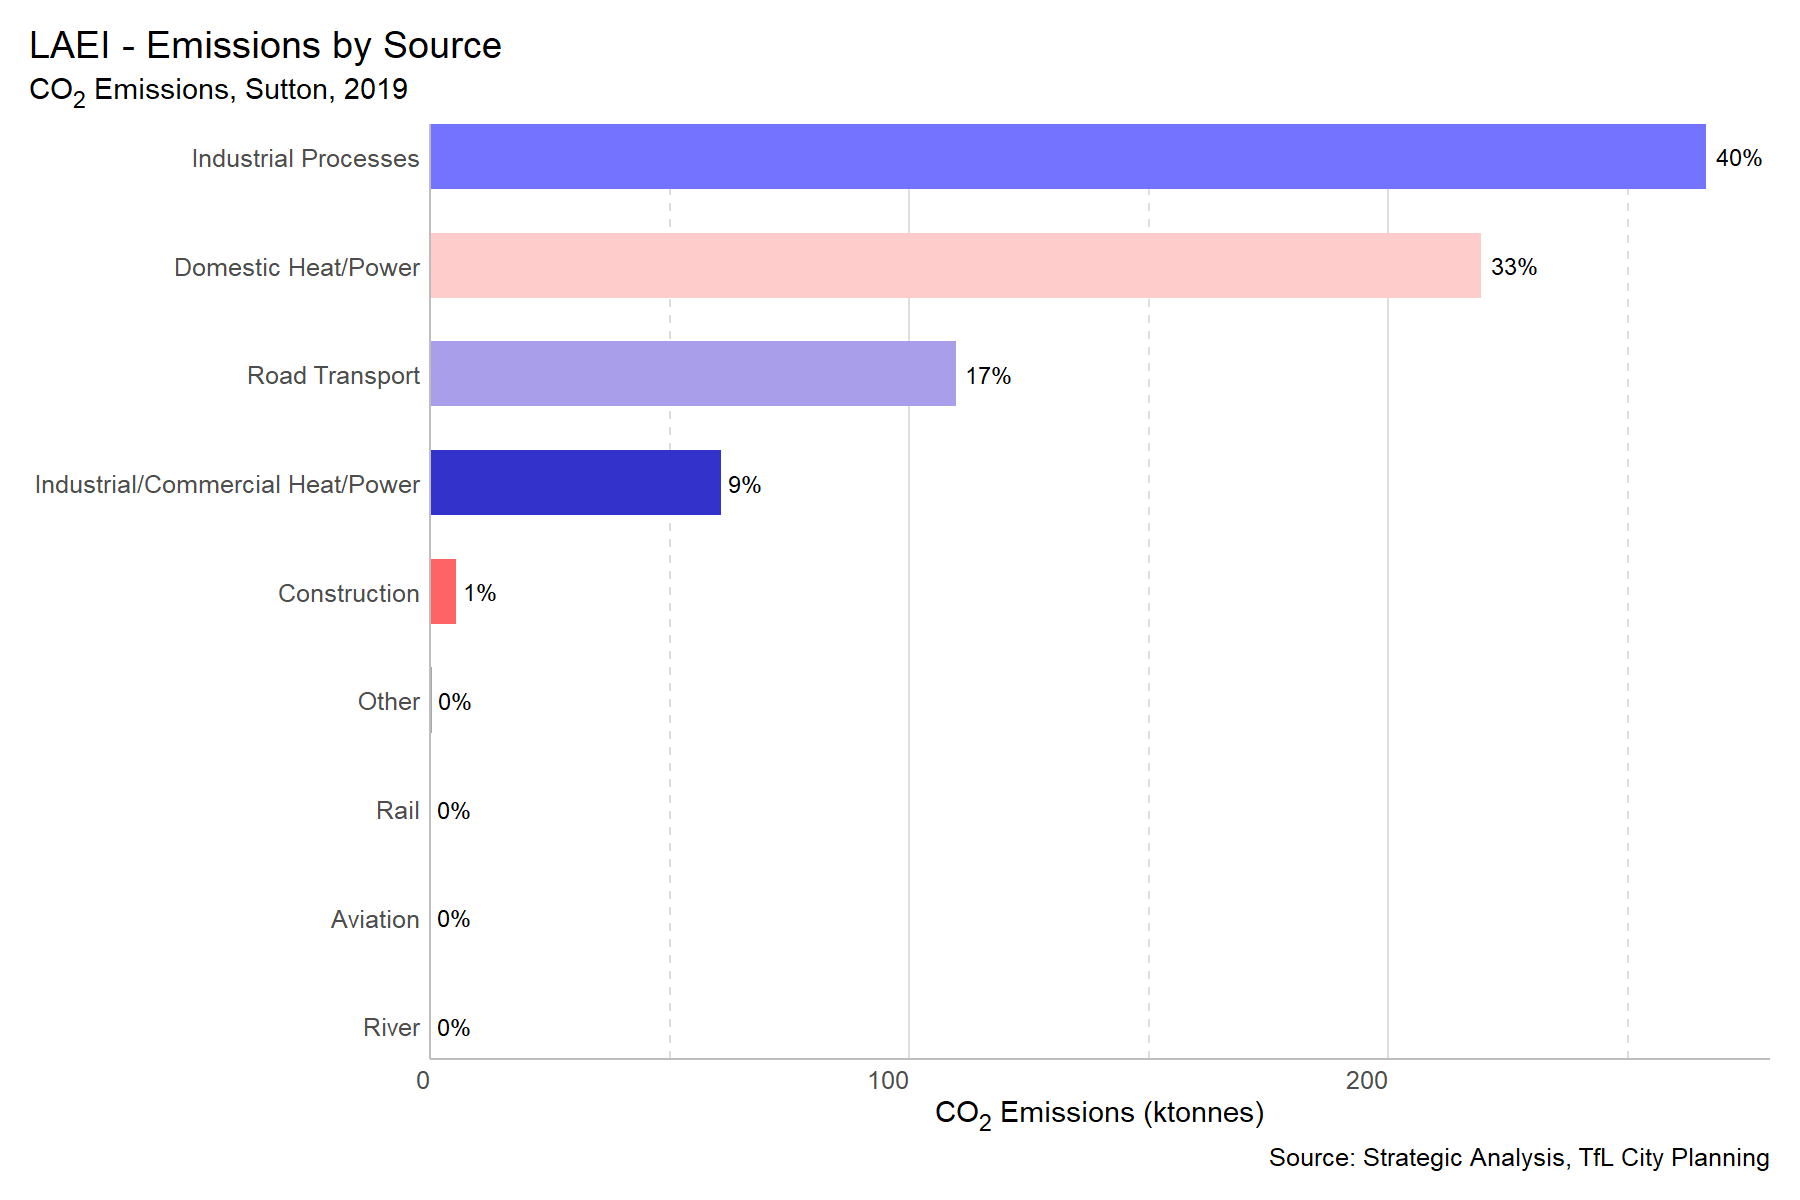 LAEI - Emissions by Source
CO₂ Emissions, Sutton, 2019
Industrial Processes 40%
Domestic Heat/Power 33%
Road Transport 17%
Industrial/Commercial Heat/Power 9%
Construction 1%
Other 0%
Rail 0%
Aviation 0%
River 0%
0 100 200
CO₂ Emissions (ktonnes)
Source: Strategic Analysis, TfL City Planning